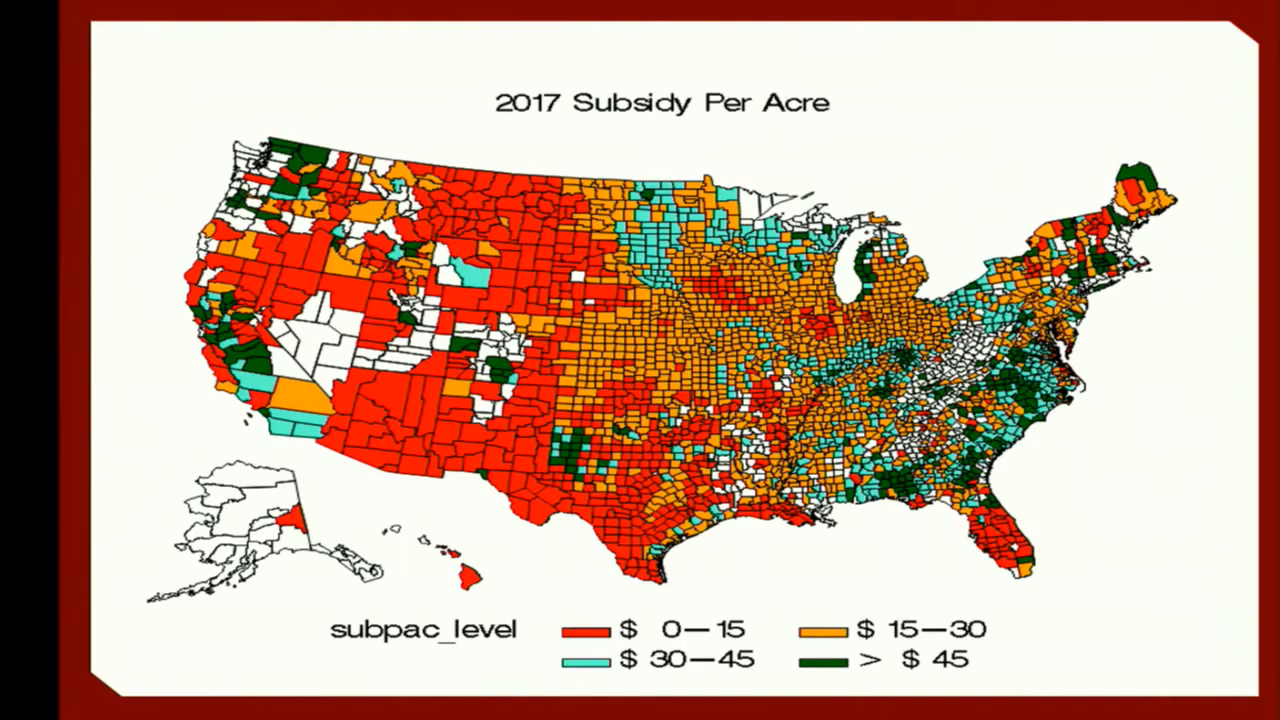 2017 Subsidy Per Acre
subpac_level
$ 0-15
$ 15-30
$ 30-45
> $ 45